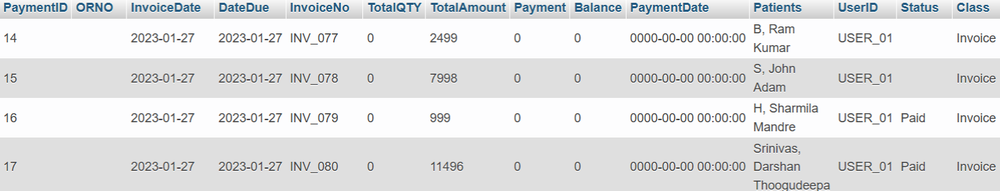 PaymentID ORNO InvoiceDate DateDue InvoiceNo TotalQTY TotalAmount Payment Balance PaymentDate Patients UserID Status Class
14 2023-01-27 2023-01-27 INV_077 0 2499 0 0 0000-00-00 00:00:00 B, Ram Kumar USER_01 Invoice
15 2023-01-27 2023-01-27 INV_078 0 7998 0 0 0000-00-00 00:00:00 S, John Adam USER_01 Invoice
16 2023-01-27 2023-01-27 INV_079 0 999 0 0 0000-00-00 00:00:00 H, Sharmila Mandre USER_01 Paid Invoice
17 2023-01-27 2023-01-27 INV_080 0 11496 0 0 0000-00-00 00:00:00 Srinivas, Darshan Thoogudeepa USER_01 Paid Invoice